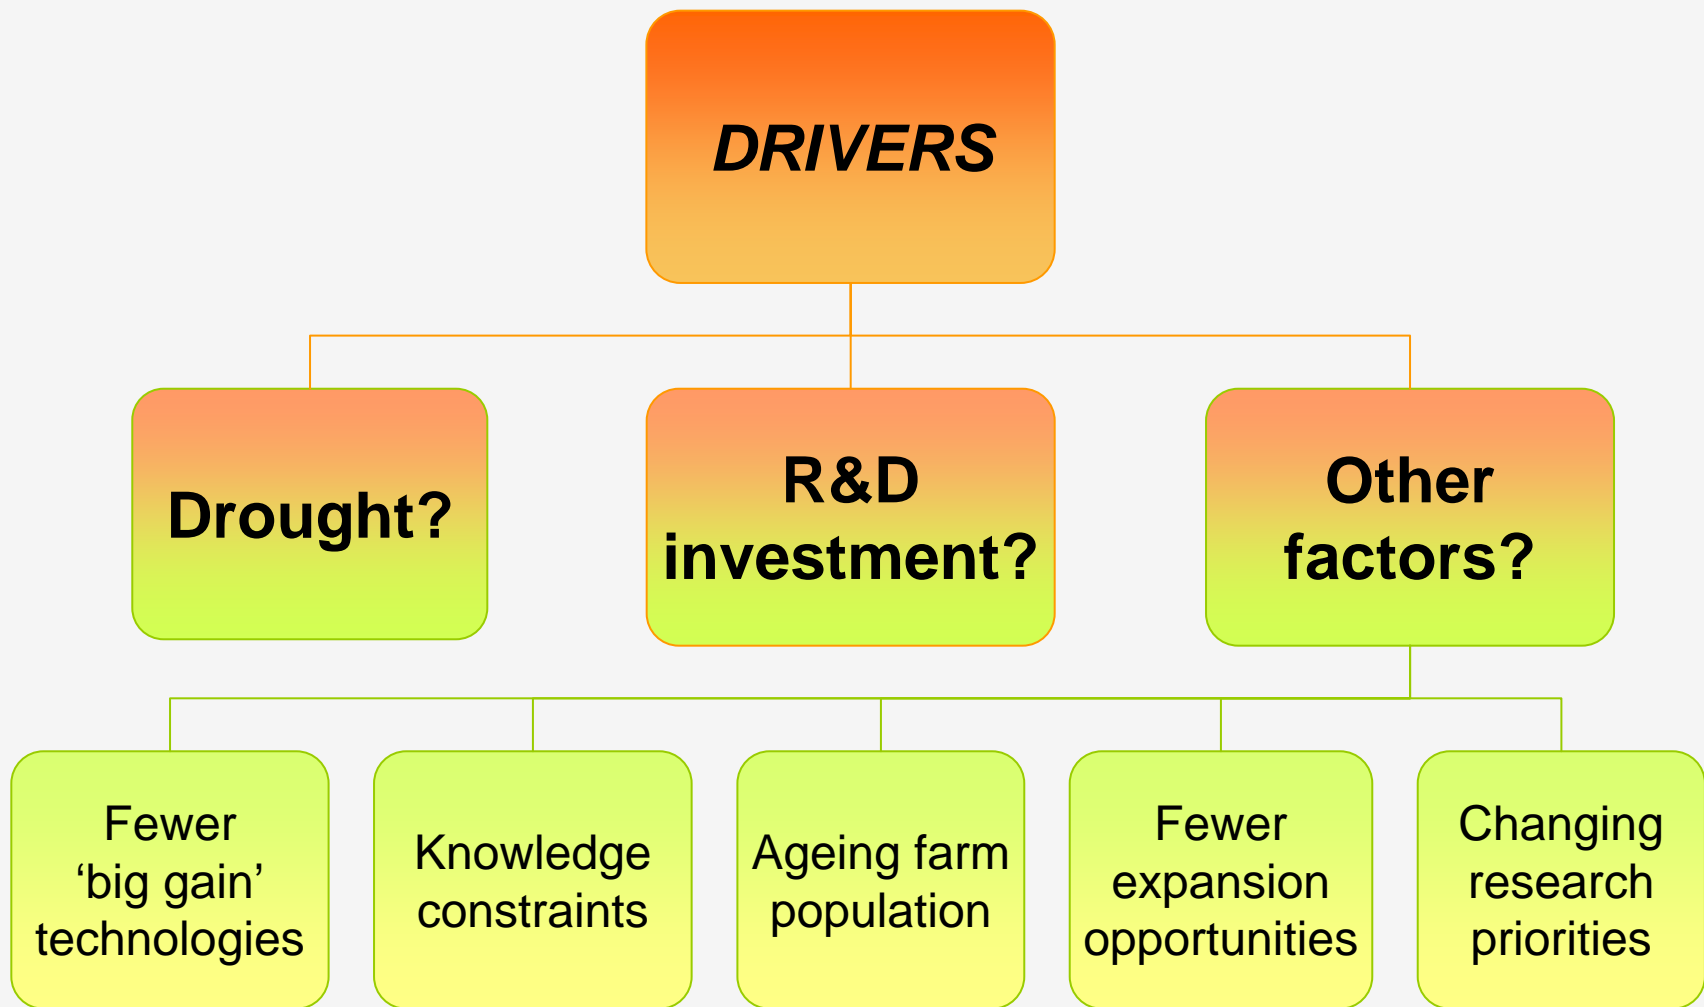 DRIVERS
Drought?
R&D
investment?
Other
factors?
Fewer
‘big gain’
technologies
Knowledge
constraints
Ageing farm
population
Fewer
expansion
opportunities
Changing
research
priorities